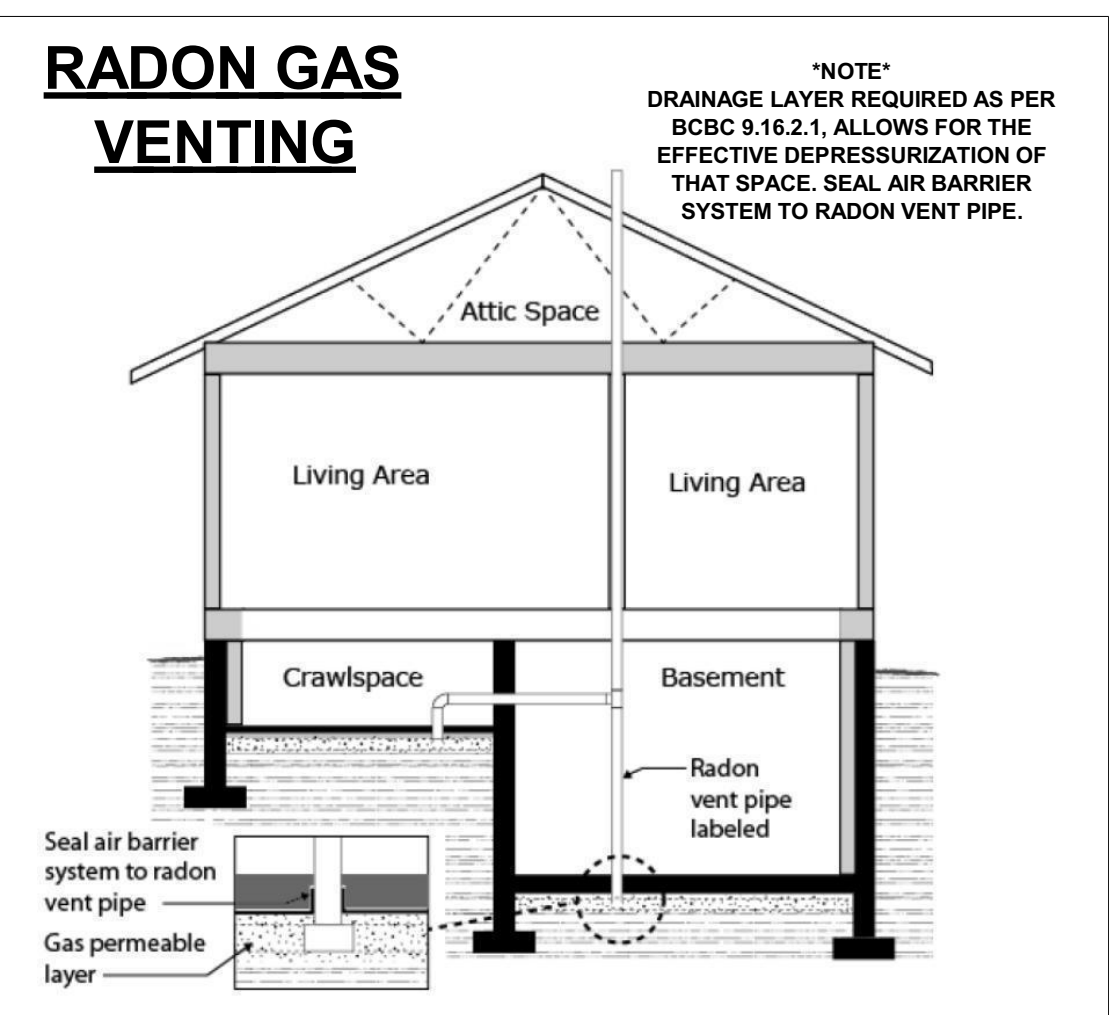 RADON GAS
VENTING
*NOTE*
DRAINAGE LAYER REQUIRED AS PER
BCBC 9.16.2.1, ALLOWS FOR THE
EFFECTIVE DEPRESSURIZATION OF
THAT SPACE. SEAL AIR BARRIER
SYSTEM TO RADON VENT PIPE.
Attic Space
Living Area
Living Area
Crawlspace
Basement
Radon
vent pipe
labeled
Seal air barrier
system to radon
vent pipe
Gas permeable
layer